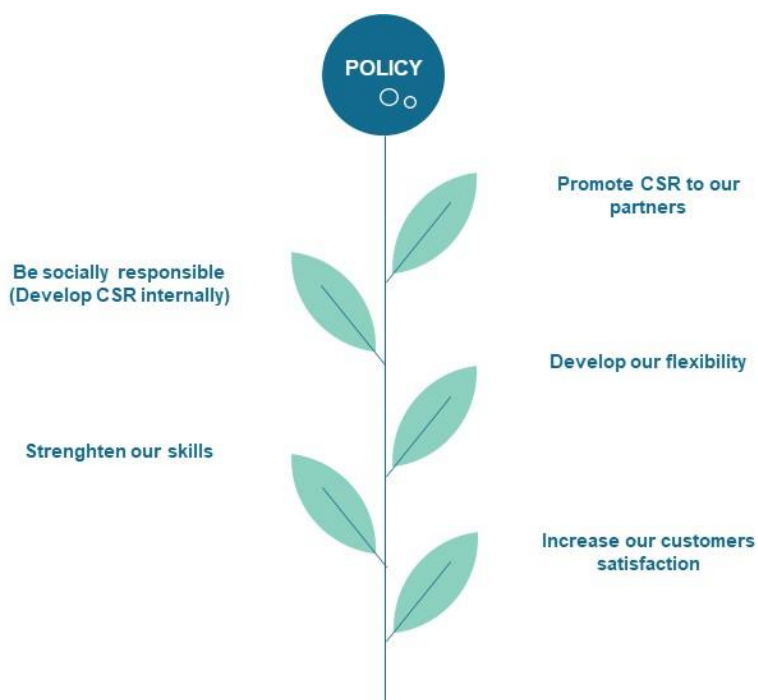 POLICY
Promote CSR to our
partners
Be socially responsible
(Develop CSR internally)
Develop our flexibility
Strenghten our skills
Increase our customers
satisfaction